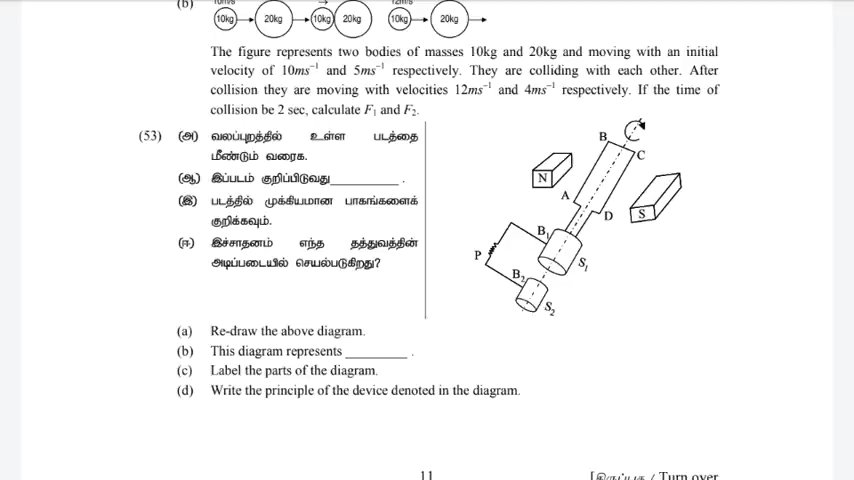 (b)
10m/s
12m/s
10kg 20kg 10kg 20kg 10kg 20kg
The figure represents two bodies of masses 10kg and 20kg and moving with an initial
velocity of 10ms⁻¹ and 5ms⁻¹ respectively. They are colliding with each other. After
collision they are moving with velocities 12ms⁻¹ and 4ms⁻¹ respectively. If the time of
collision be 2 sec, calculate F₁ and F₂.
(53) (அ) வலப்புறத்தில் உள்ள படத்தை
மீண்டும் வரைக.
(ஆ) இப்படம் குறிப்பிடுவது__________ .
(இ) படத்தில் முக்கியமான பாகங்களைக்
குறிக்கவும்.
(ஈ) இச்சாதனம் எந்த தத்துவத்தின்
அடிப்படையில் செயல்படுகிறது?
B
C
N
A
D
S
B₁
P
S₁
B₂
S₂
(a) Re-draw the above diagram.
(b) This diagram represents _________ .
(c) Label the parts of the diagram.
(d) Write the principle of the device denoted in the diagram.
11 / Turn over